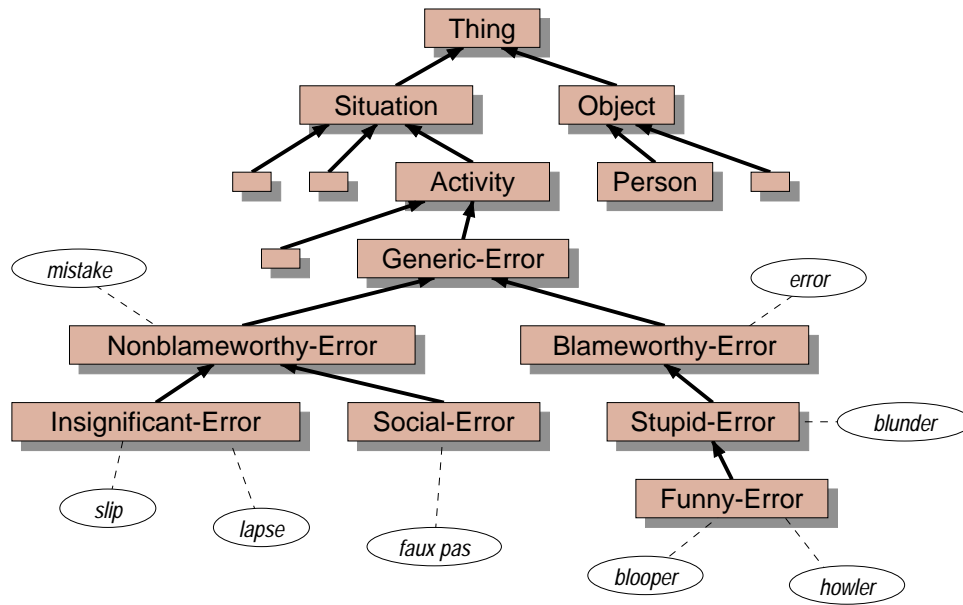 Thing
Situation
Object
Activity
Person
Generic-Error
mistake
error
Nonblameworthy-Error
Blameworthy-Error
Insignificant-Error
Social-Error
Stupid-Error
blunder
Funny-Error
slip
lapse
faux pas
blooper
howler